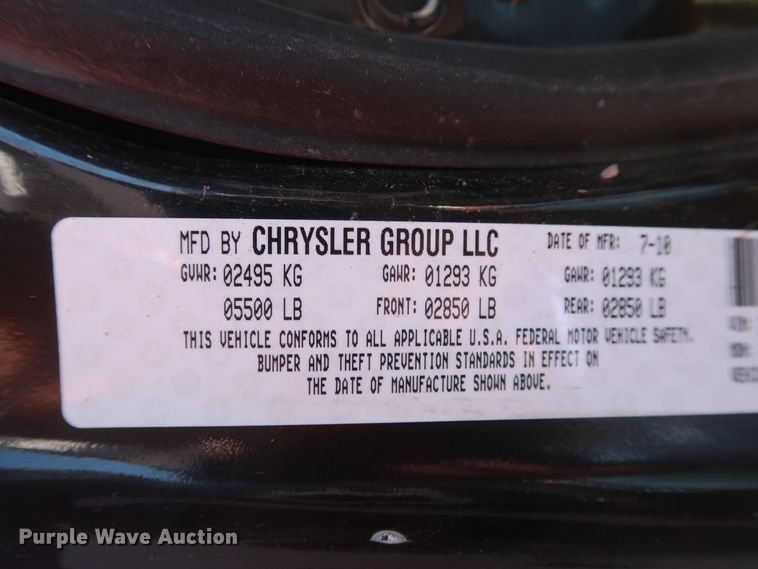 MFD BY CHRYSLER GROUP LLC DATE OF MFR: 7-10
GVWR: 02495 KG GAWR: 01293 KG GAWR: 01293 KG
05500 LB FRONT: 02850 LB REAR: 02850 LB
THIS VEHICLE CONFORMS TO ALL APPLICABLE U.S.A. FEDERAL MOTOR VEHICLE SAFETY,
BUMPER AND THEFT PREVENTION STANDARDS IN EFFECT ON
THE DATE OF MANUFACTURE SHOWN ABOVE.
Purple Wave Auction